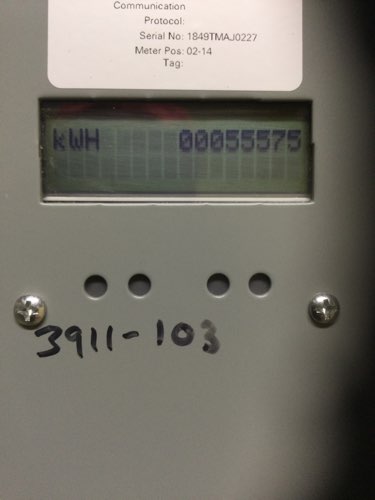 Communication
Protocol:
Serial No: 1849TMAJ0227
Meter Pos: 02-14
Tag:
kWH 00055575
3911-103